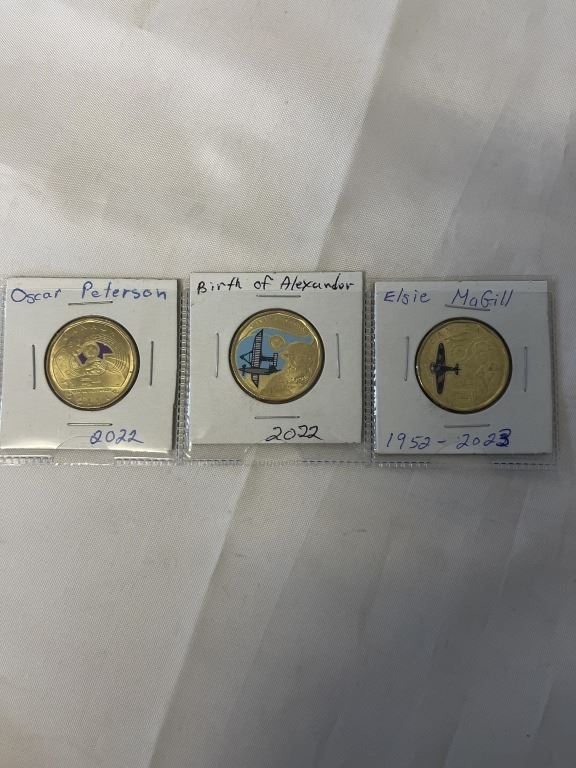 Oscar Peterson
2022
Birth of Alexander
2022
Elsie MaGill
1952-2023